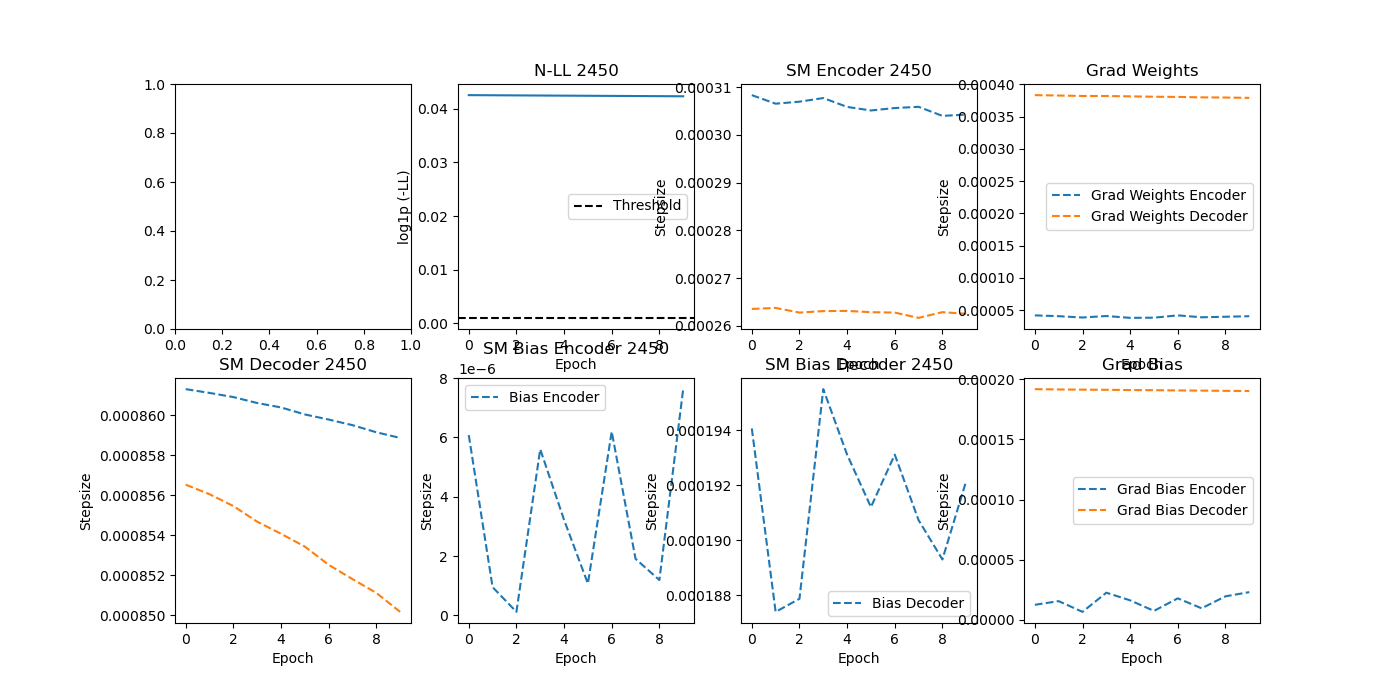 1.0
0.8
0.6
0.4
0.2
0.0
0.0 0.2 0.4 0.6 0.8 1.0
N-LL 2450
log1p (-LL)
0.04
0.03
0.02
0.01
0.00
Threshold
0 2 4 6 8
Epoch
SM Encoder 2450
Stepsize
0.00031
0.00030
0.00029
0.00028
0.00027
0.00026
0 2 4 6 8
Epoch
Grad Weights
Stepsize
0.00040
0.00035
0.00030
0.00025
0.00020
0.00015
0.00010
0.00005
Grad Weights Encoder
Grad Weights Decoder
0 2 4 6 8
Epoch
SM Decoder 2450
Stepsize
0.000860
0.000858
0.000856
0.000854
0.000852
0.000850
0 2 4 6 8
Epoch
SM Bias Encoder 2450
1e−6
Stepsize
8
6
4
2
0
Bias Encoder
0 2 4 6 8
Epoch
SM Bias Decoder 2450
Stepsize
0.000194
0.000192
0.000190
0.000188
Bias Decoder
0 2 4 6 8
Epoch
Grad Bias
Stepsize
0.00020
0.00015
0.00010
0.00005
0.00000
Grad Bias Encoder
Grad Bias Decoder
0 2 4 6 8
Epoch